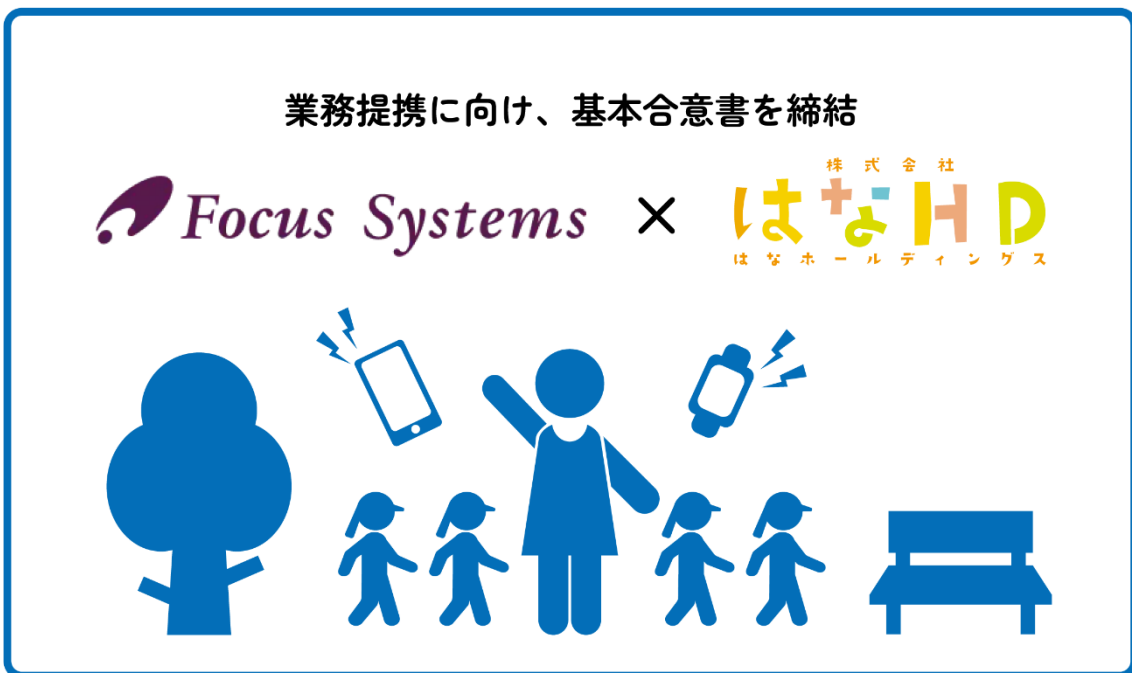 業務提携に向け、基本合意書を締結
Focus Systems
×
株式会社
はなHD
はなホールディングス